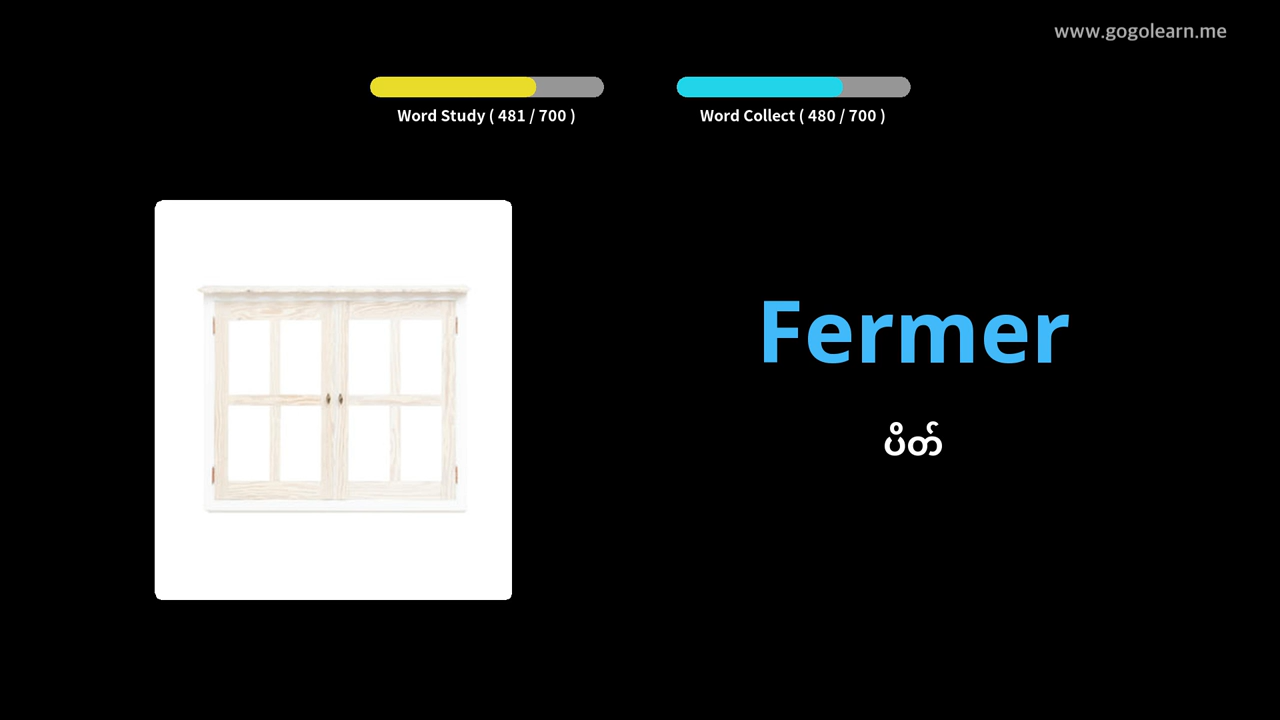 www.gogolearn.me
Word Study ( 481 / 700 )
Word Collect ( 480 / 700 )
Fermer
ပိတ်